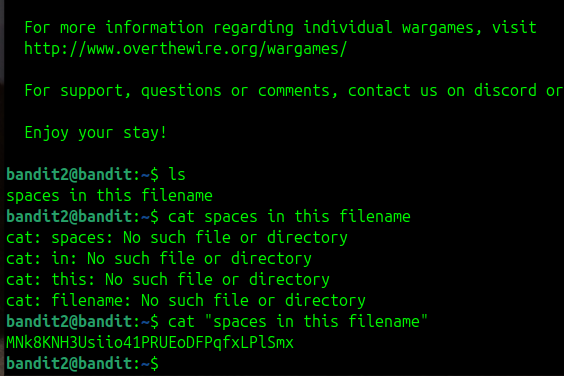 For more information regarding individual wargames, visit
http://www.overthewire.org/wargames/
For support, questions or comments, contact us on discord or
Enjoy your stay!
bandit2@bandit:~$ ls
spaces in this filename
bandit2@bandit:~$ cat spaces in this filename
cat: spaces: No such file or directory
cat: in: No such file or directory
cat: this: No such file or directory
cat: filename: No such file or directory
bandit2@bandit:~$ cat "spaces in this filename"
MNk8KNH3Usiio41PRUEoDFPqfxLPlSmx
bandit2@bandit:~$